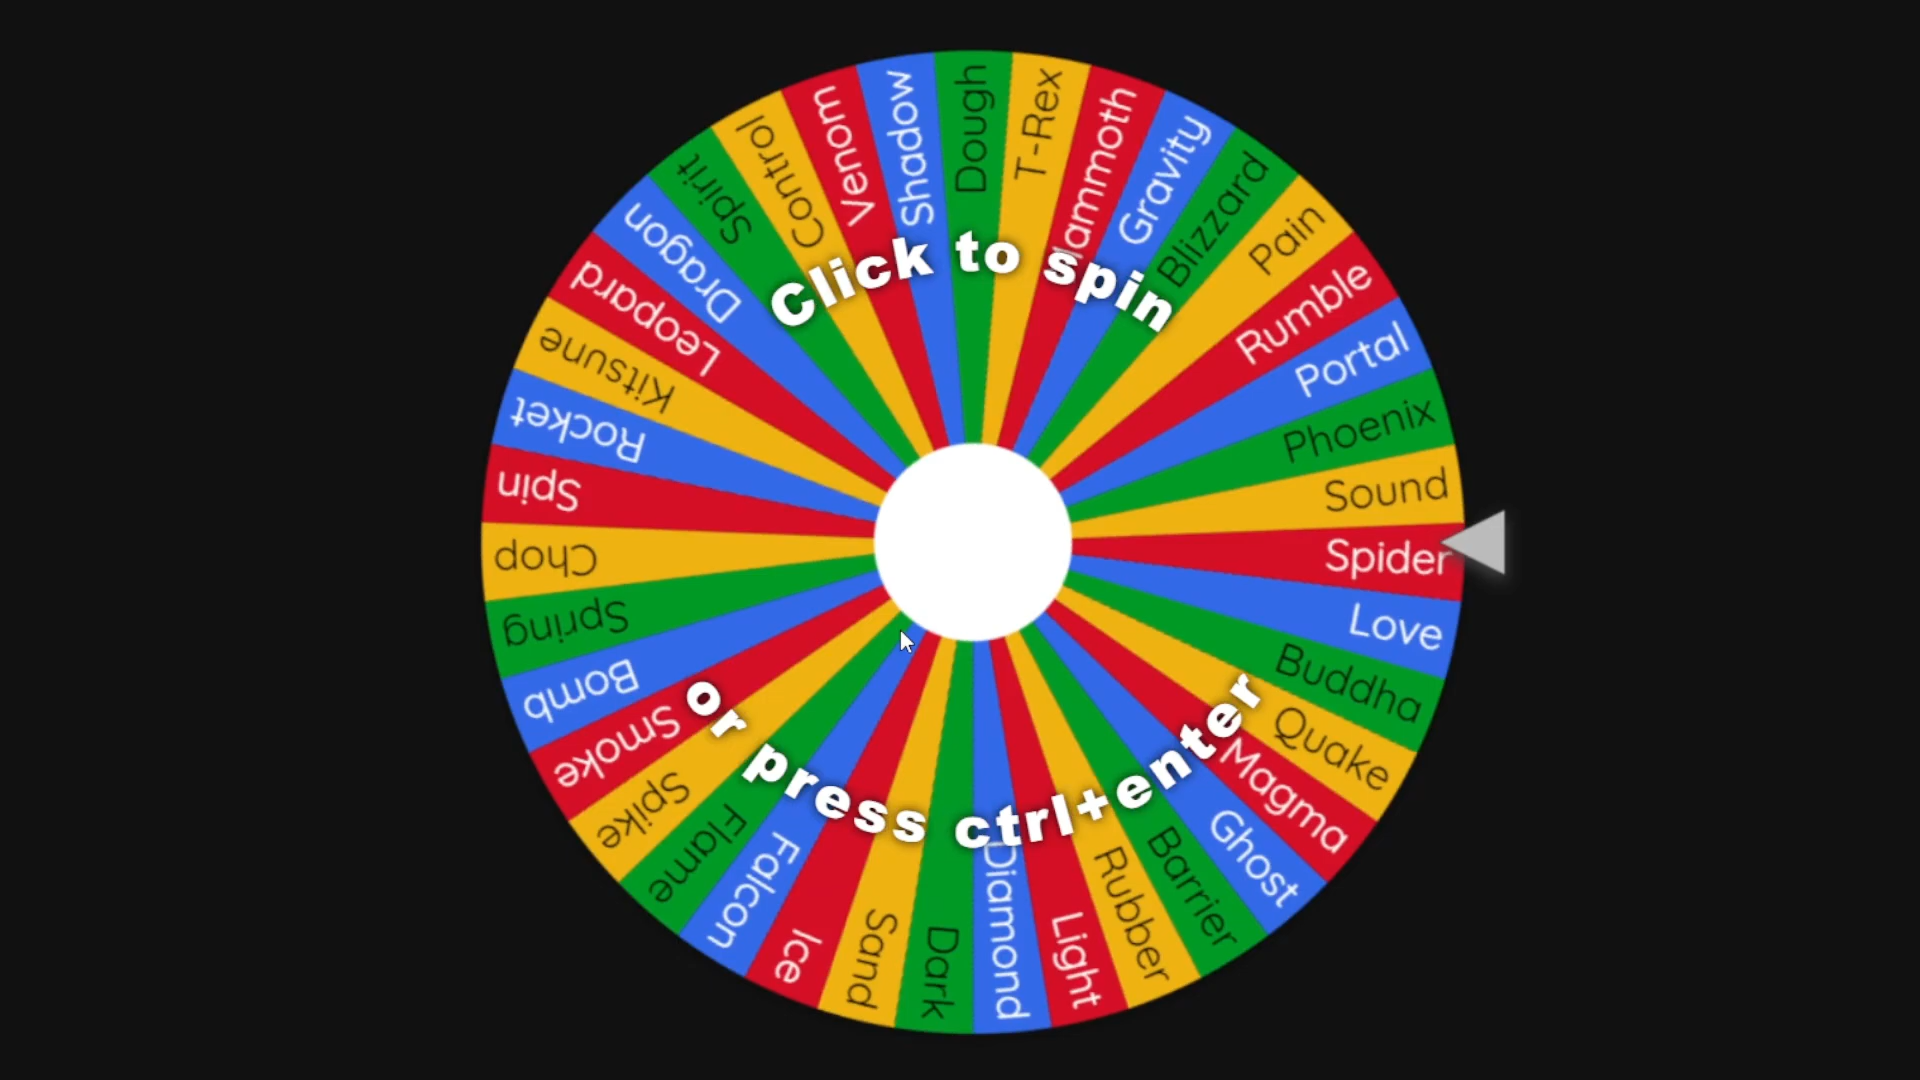 Click to spin
or press ctrl+enter
Dough
T-Rex
Mammoth
Gravity
Blizzard
Pain
Rumble
Portal
Phoenix
Sound
Spider
Love
Buddha
Quake
Magma
Ghost
Barrier
Rubber
Light
Diamond
Dark
Sand
Ice
Falcon
Flame
Spike
Smoke
Bomb
Spring
Chop
Spin
Rocket
Kitsune
Leopard
Dragon
Spirit
Control
Venom
Shadow